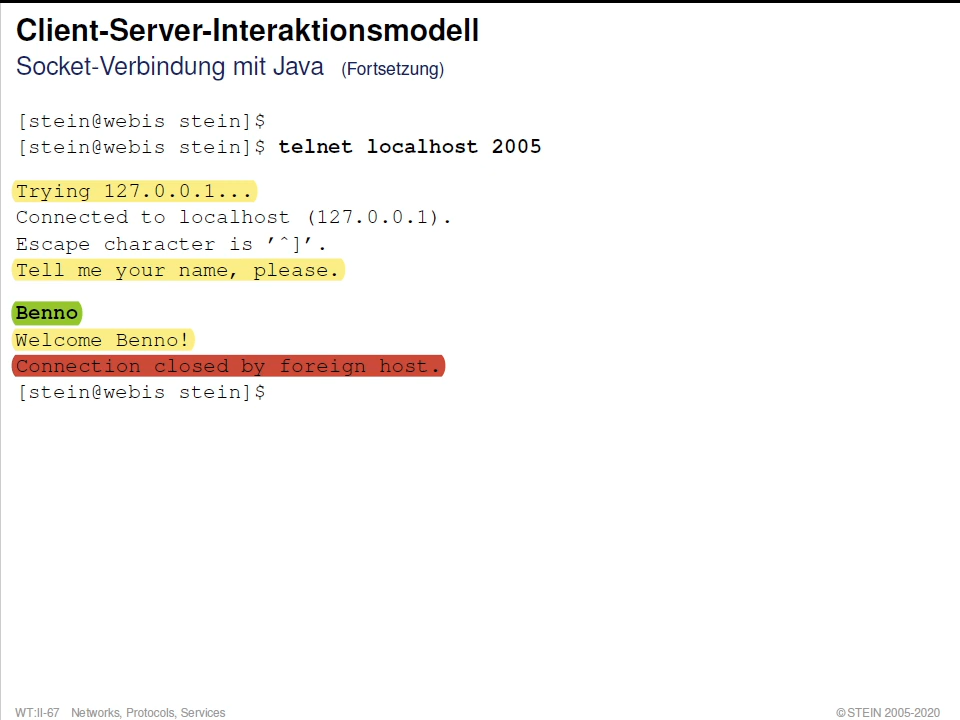 Client-Server-Interaktionsmodell
Socket-Verbindung mit Java (Fortsetzung)
[stein@webis stein]$
[stein@webis stein]$ telnet localhost 2005
Trying 127.0.0.1...
Connected to localhost (127.0.0.1).
Escape character is ’ˆ]’.
Tell me your name, please.
Benno
Welcome Benno!
Connection closed by foreign host.
[stein@webis stein]$
WT:II-67 Networks, Protocols, Services
©STEIN 2005-2020